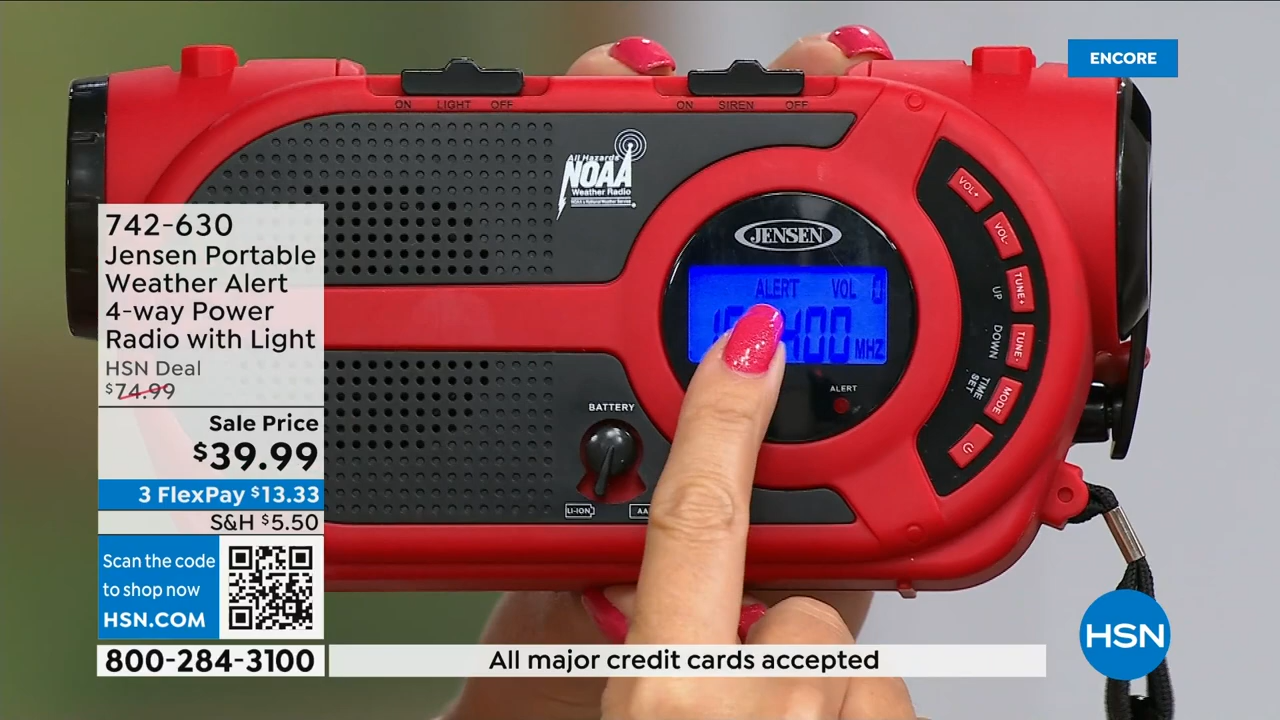 ENCORE
ON LIGHT OFF
ON SIREN OFF
All Hazards
NOAA
Weather Radio
JENSEN
ALERT VOL 0
MHZ
ALERT
VOL+
VOL-
TUNE+
UP
TUNE-
DOWN
MODE
TIME SET
BATTERY
LI-ION
AA
742-630
Jensen Portable
Weather Alert
4-way Power
Radio with Light
HSN Deal
$74.99
Sale Price
$39.99
3 FlexPay $13.33
S&H $5.50
Scan the code
to shop now
HSN.COM
800-284-3100
All major credit cards accepted
HSN